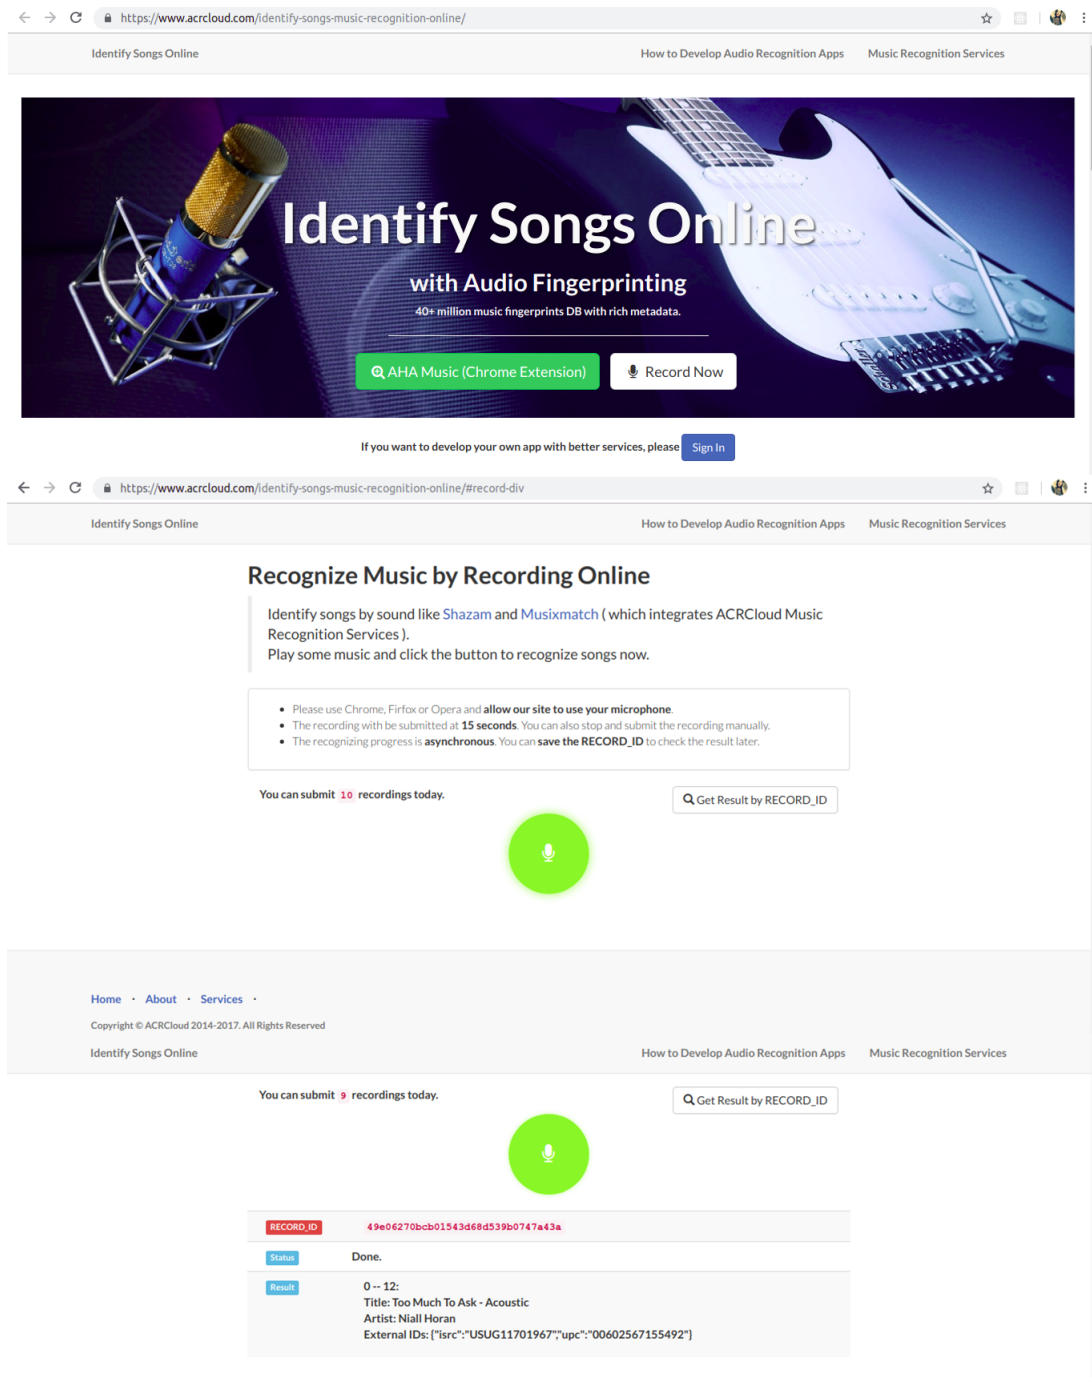 https://www.acrcloud.com/identify-songs-music-recognition-online/
Identify Songs Online
How to Develop Audio Recognition Apps
Music Recognition Services
Identify Songs Online
with Audio Fingerprinting
40+ million music fingerprints DB with rich metadata.
AHA Music (Chrome Extension)
Record Now
If you want to develop your own app with better services, please Sign In
https://www.acrcloud.com/identify-songs-music-recognition-online/#record-div
Identify Songs Online
How to Develop Audio Recognition Apps
Music Recognition Services
Recognize Music by Recording Online
Identify songs by sound like Shazam and Musixmatch ( which integrates ACRCloud Music
Recognition Services ).
Play some music and click the button to recognize songs now.
Please use Chrome, Firfox or Opera and allow our site to use your microphone.
The recording with be submitted at 15 seconds. You can also stop and submit the recording manually.
The recognizing progress is asynchronous. You can save the RECORD_ID to check the result later.
You can submit 10 recordings today.
Get Result by RECORD_ID
Home · About · Services ·
Copyright © ACRCloud 2014-2017. All Rights Reserved
Identify Songs Online
How to Develop Audio Recognition Apps
Music Recognition Services
You can submit 9 recordings today.
Get Result by RECORD_ID
RECORD_ID 49e06270bcb01543d68d539b0747a43a
Status Done.
Result 0 -- 12:
Title: Too Much To Ask - Acoustic
Artist: Niall Horan
External IDs: {"isrc":"USUG11701967","upc":"00602567155492"}